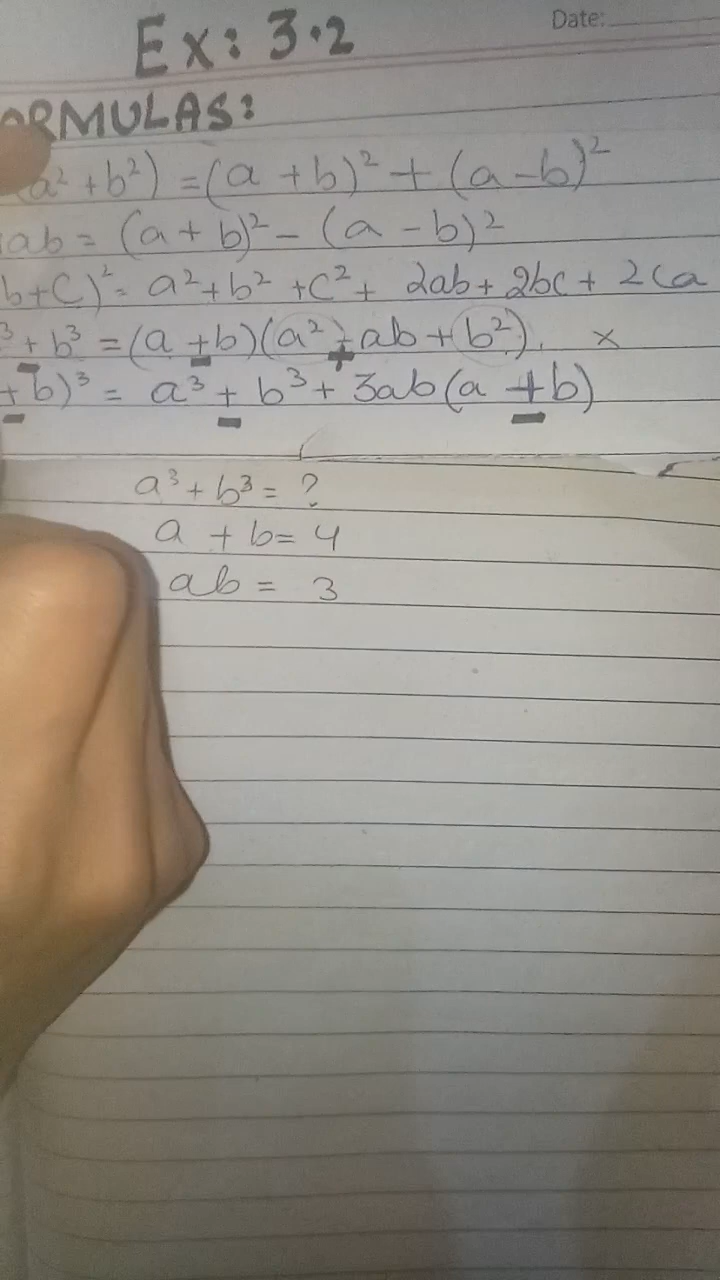 Date:
Ex: 3.2
ORMULAS:
(a² + b²) = (a + b)² + (a - b)²
ab = (a + b)² - (a - b)²
b + c)² = a² + b² + c² + 2ab + 2bc + 2ca
³ ± b³ = (a ± b)(a² ∓ ab + b²). ×
± b)³ = a³ ± b³ + 3ab(a ± b)
a³ + b³ = ?
a + b = 4
ab = 3